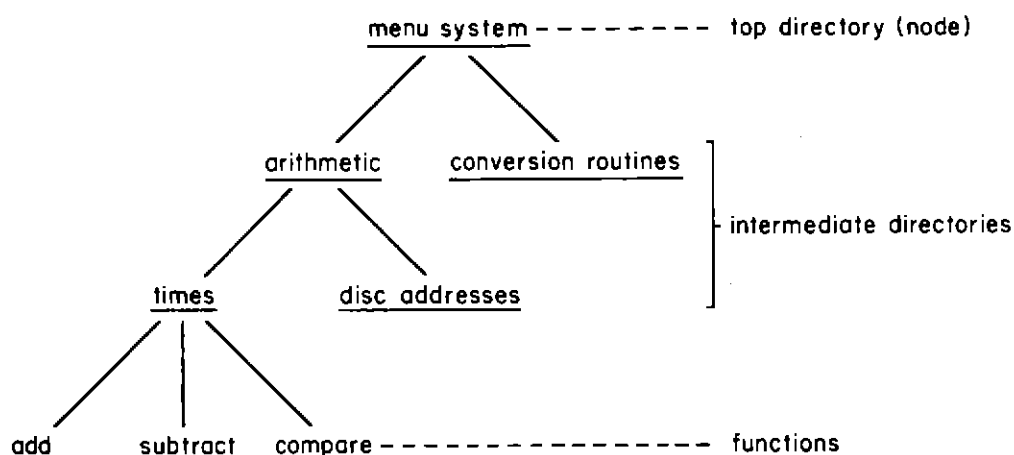 menu system
top directory (node)
arithmetic
conversion routines
intermediate directories
times
disc addresses
add
subtract
compare
functions